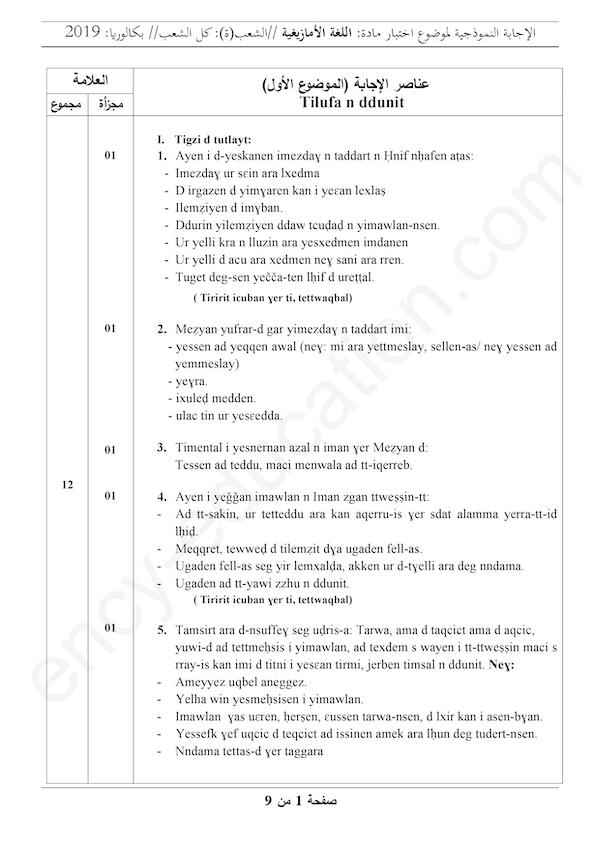 الإجابة النموذجية لموضوع اختبار مادة: اللغة الأمازيغية //الشعب(ة): كل الشعب// بكالوريا: 2019
العلامة
عناصر الإجابة (الموضوع الأول)
مجموع
مجزأة
Tilufa n ddunit
I. Tigzi d tutlayt:
01
1. Ayen i d-yeskanen imezdaɣ n taddart n Ḥnif nḥafen aṭas:
- Imezdaɣ ur sɛin ara lxedma
- D irgazen d yimɣaren kan i yeɛan lexlaṣ
- Ilemẓiyen d imɣban.
- Ddurin yilemẓiyen ddaw tcuḍaḍ n yimawlan-nsen.
- Ur yelli kra n lluzin ara yesxedmen imdanen
- Ur yelli d acu ara xedmen neɣ sani ara rren.
- Tuget deg-sen yečča-ten lḥif d ureṭṭal.
( Tiririt icuban ɣer ti, tettwaqbal)
01
2. Meẓyan yufrar-d gar yimezdaɣ n taddart imi:
- yessen ad yeqqen awal (neɣ: mi ara yettmeslay, sellen-as/ neɣ yessen ad
yemmeslay)
- yeɣra.
- ixuleḍ medden.
- ulac tin ur yesɛedda.
01
3. Timental i yesnernan azal n iman ɣer Meẓyan d:
Tessen ad teddu, maci menwala ad tt-iqerreb.
12
01
4. Ayen i yeǧǧan imawlan n Iman zgan ttweṣṣin-tt:
- Ad tt-sakin, ur tetteddu ara kan aqerru-is ɣer sdat alamma yerra-tt-id
lḥiḍ.
- Meqqret, tewweḍ d tilemẓit dɣa ugaden fell-as.
- Ugaden fell-as seg yir lemxalḍa, akken ur d-tɣelli ara deg nndama.
- Ugaden ad tt-yawi zzhu n ddunit.
( Tiririt icuban ɣer ti, tettwaqbal)
01
5. Tamsirt ara d-nsuffeɣ seg uḍris-a: Tarwa, ama d taqcict ama d aqcic,
yuwi-d ad tettmeḥsis i yimawlan, ad texdem s wayen i tt-ttweṣṣin maci s
rray-is kan imi d titni i yesɛan tirmi, jerben timsal n ddunit. Neɣ:
- Ameyyez uqbel aneggez.
- Yelha win yesmeḥsisen i yimawlan.
- Imawlan ɣas uɛren, ḥerṣen, ɛussen tarwa-nsen, d lxir kan i asen-bɣan.
- Yessefk ɣef uqcic d teqcict ad issinen amek ara lḥun deg tudert-nsen.
- Nndama tettas-d ɣer taggara
صفحة 1 من 9
ency-education.com